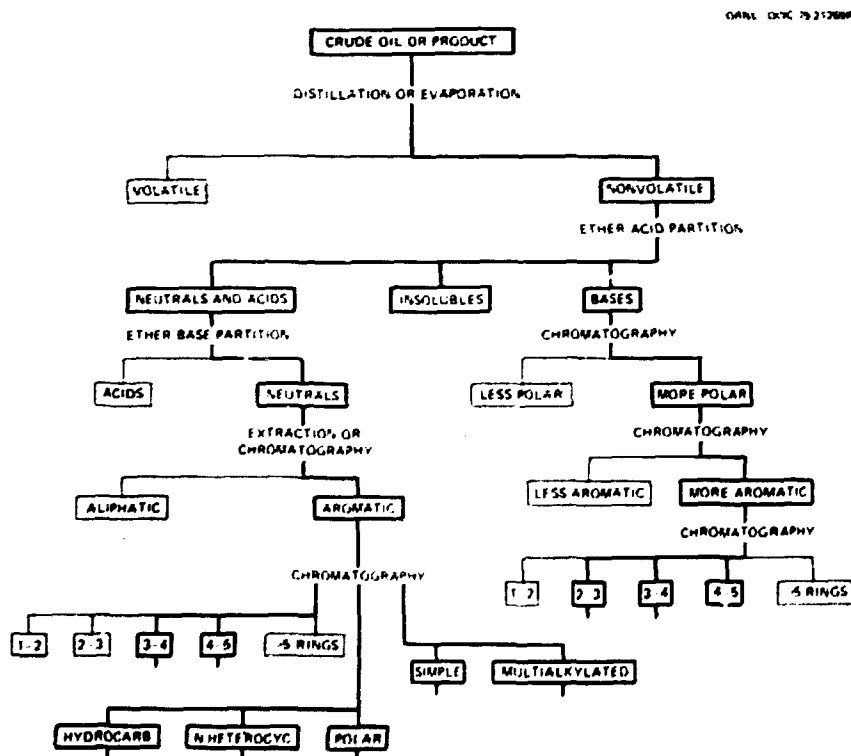 CRUDE OIL OR PRODUCT
DISTILLATION OR EVAPORATION
VOLATILE
NONVOLATILE
ETHER ACID PARTITION
NEUTRALS AND ACIDS
INSOLUBLES
BASES
ETHER BASE PARTITION
CHROMATOGRAPHY
ACIDS
NEUTRALS
LESS POLAR
MORE POLAR
EXTRACTION OR
CHROMATOGRAPHY
CHROMATOGRAPHY
ALIPHATIC
AROMATIC
LESS AROMATIC
MORE AROMATIC
CHROMATOGRAPHY
CHROMATOGRAPHY
1-2
2-3
3-4
4-5
>5 RINGS
1-2
2-3
3-4
4-5
>5 RINGS
SIMPLE
MULTIALKYLATED
HYDROCARB
N HETEROCYC
POLAR